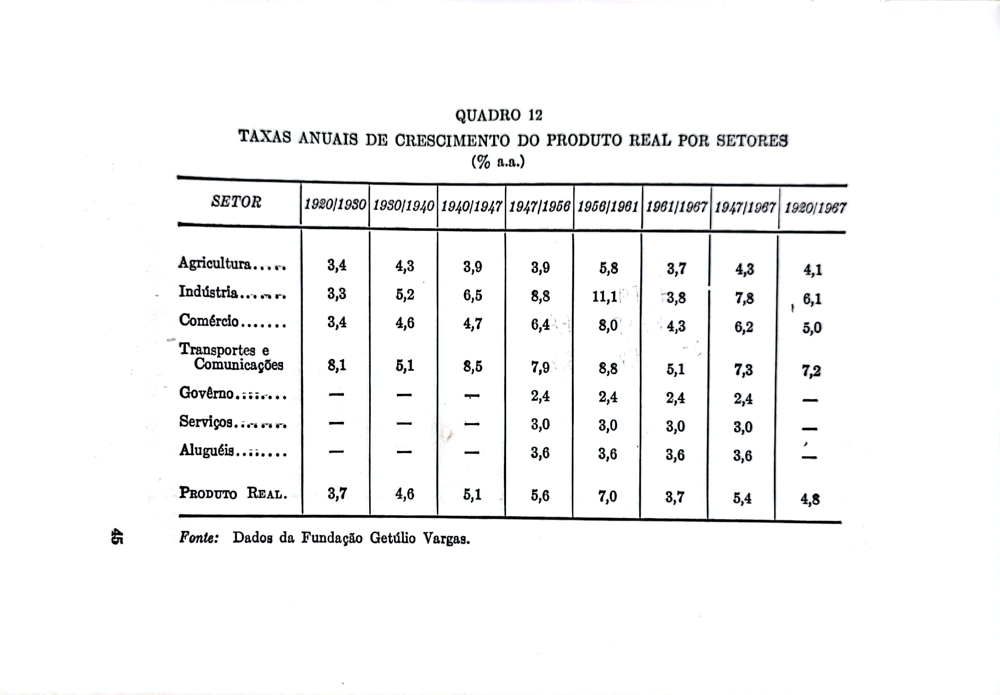 QUADRO 12
TAXAS ANUAIS DE CRESCIMENTO DO PRODUTO REAL POR SETORES
(% a.a.)
SETOR 1920/1930 1930/1940 1940/1947 1947/1956 1956/1961 1961/1967 1947/1967 1920/1967
Agricultura...... 3,4 4,3 3,9 3,9 5,8 3,7 4,3 4,1
Indústria....... 3,3 5,2 6,5 8,8 11,1 3,8 7,8 6,1
Comércio....... 3,4 4,6 4,7 6,4 8,0 4,3 6,2 5,0
Transportes e
Comunicações 8,1 5,1 8,5 7,9 8,8 5,1 7,3 7,2
Govêrno........ — — — 2,4 2,4 2,4 2,4 —
Serviços........ — — — 3,0 3,0 3,0 3,0 —
Aluguéis........ — — — 3,6 3,6 3,6 3,6 —
PRODUTO REAL. 3,7 4,6 5,1 5,6 7,0 3,7 5,4 4,8
Fonte: Dados da Fundação Getúlio Vargas.
45